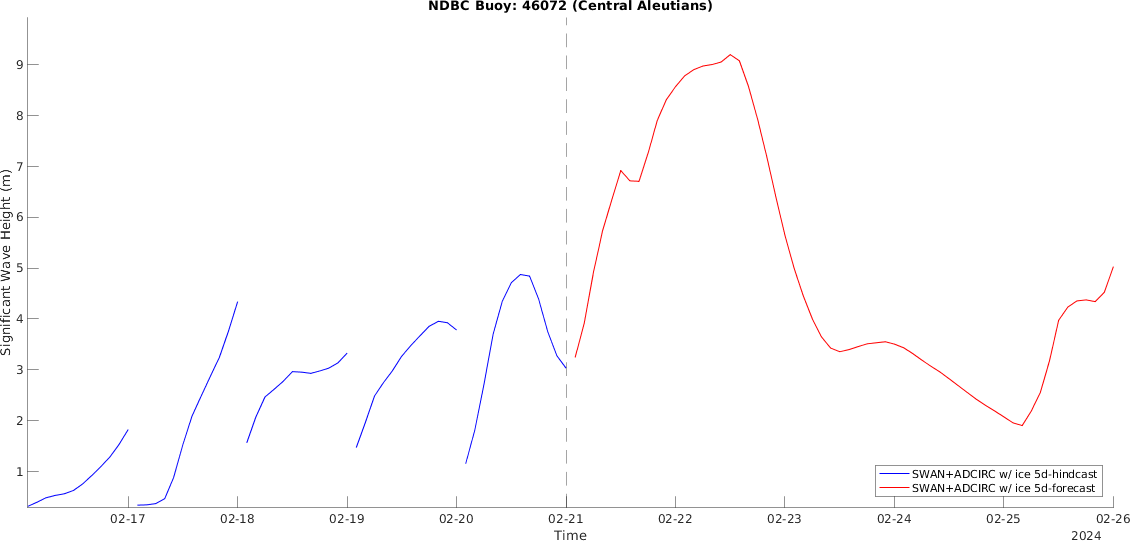 NDBC Buoy: 46072 (Central Aleutians)
Significant Wave Height (m)
9
8
7
6
5
4
3
2
1
SWAN+ADCIRC w/ ice 5d-hindcast
SWAN+ADCIRC w/ ice 5d-forecast
02-17 02-18 02-19 02-20 02-21 02-22 02-23 02-24 02-25 02-26
Time
2024